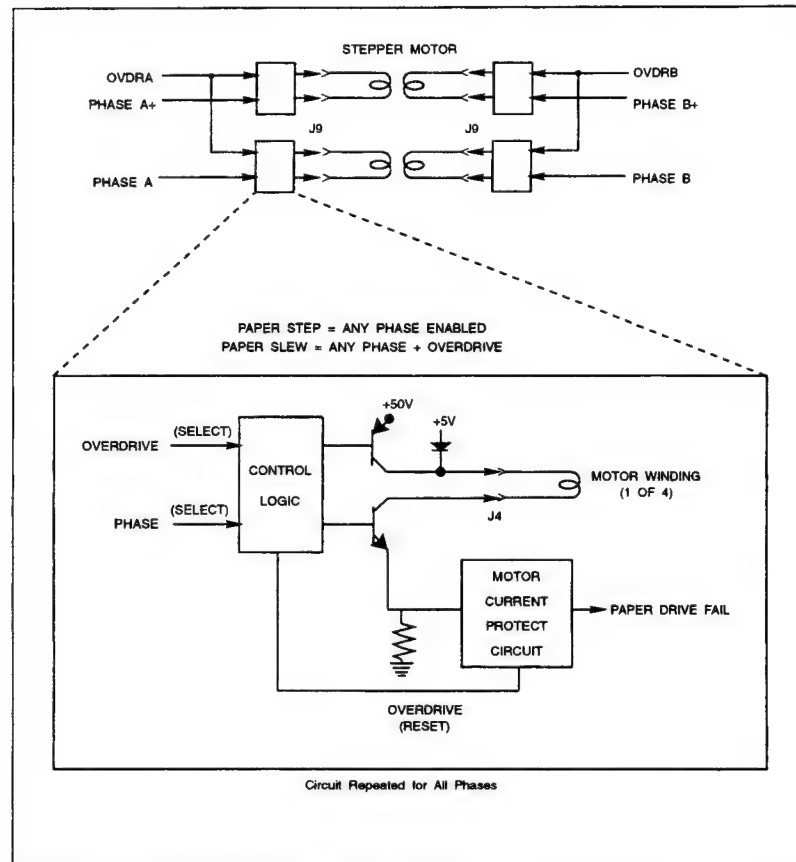 STEPPER MOTOR
OVDRA
OVDRB
PHASE A+
PHASE B+
J9
J9
PHASE A
PHASE B
PAPER STEP = ANY PHASE ENABLED
PAPER SLEW = ANY PHASE + OVERDRIVE
+50V
+5V
OVERDRIVE
(SELECT)
CONTROL
LOGIC
MOTOR WINDING
(1 OF 4)
PHASE
(SELECT)
J4
MOTOR
CURRENT
PROTECT
CIRCUIT
PAPER DRIVE FAIL
OVERDRIVE
(RESET)
Circuit Repeated for All Phases